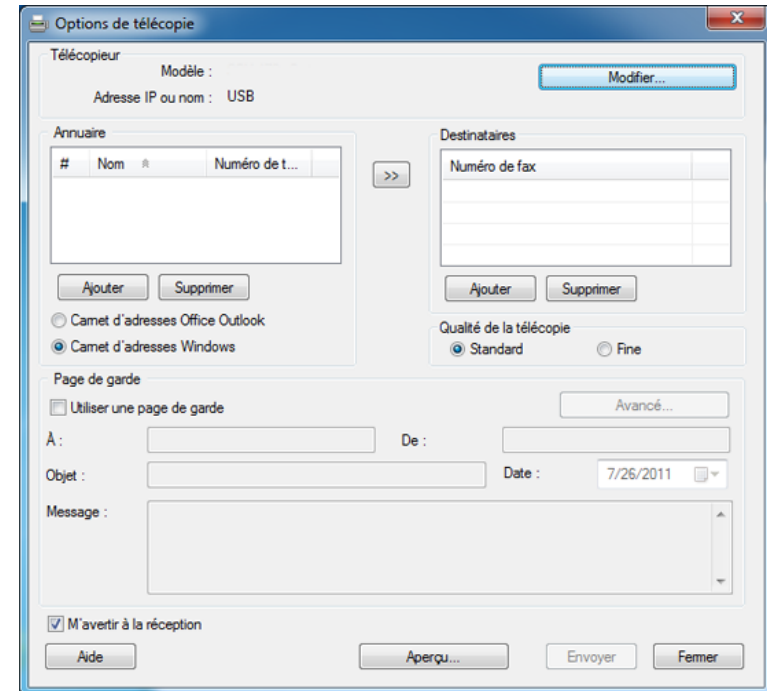 Options de télécopie
Télécopieur
Modèle :
Modifier...
Adresse IP ou nom : USB
Annuaire
# Nom Numéro de t...
>>
Destinataires
Numéro de fax
Ajouter Supprimer
Ajouter Supprimer
Carnet d'adresses Office Outlook
Carnet d'adresses Windows
Qualité de la télécopie
Standard Fine
Page de garde
Utiliser une page de garde
Avancé...
À : De :
Objet : Date : 7/26/2011
Message :
M'avertir à la réception
Aide Aperçu... Envoyer Fermer